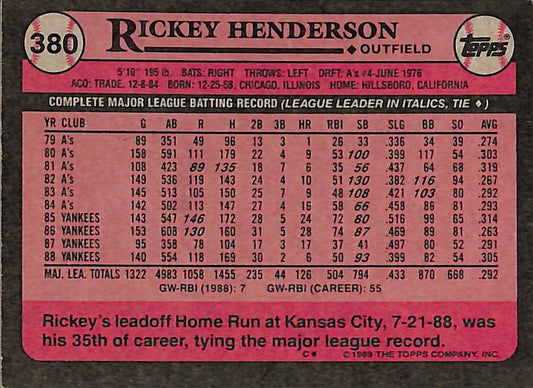 380
RICKEY HENDERSON
OUTFIELD
TOPPS®
5'10" 195 lb. BATS: RIGHT THROWS: LEFT DRFT: A's #4-JUNE 1976
ACQ: TRADE, 12-8-84 BORN: 12-25-58, CHICAGO, ILLINOIS HOME: HILLSBORO, CALIFORNIA
COMPLETE MAJOR LEAGUE BATTING RECORD (LEAGUE LEADER IN ITALICS, TIE ♦)
YR CLUB G AB R H 2B 3B HR RBI SB SLG BB SO AVG
79 A's 89 351 49 96 13 3 1 26 33 .336 34 39 .274
80 A's 158 591 111 179 22 4 9 53 100 .399 117 54 .303
81 A's 108 423 89 135 18 7 6 35 56 .437 64 68 .319
82 A's 149 536 119 143 24 4 10 51 130 .382 116 94 .267
83 A's 145 513 105 150 25 7 9 48 108 .421 103 80 .292
84 A's 142 502 113 147 27 4 16 58 66 .458 86 81 .293
85 YANKEES 143 547 146 172 28 5 24 72 80 .516 99 65 .314
86 YANKEES 153 608 130 160 31 5 28 74 87 .469 89 81 .263
87 YANKEES 95 358 78 104 17 3 17 37 41 .497 80 52 .291
88 YANKEES 140 554 118 169 30 2 6 50 93 .399 82 54 .305
MAJ. LEA. TOTALS 1322 4983 1058 1455 235 44 126 504 794 .433 870 668 .292
GW-RBI (1988): 7 GW-RBI (CAREER): 55
Rickey's leadoff Home Run at Kansas City, 7-21-88, was
his 35th of career, tying the major league record.
C* © 1989 THE TOPPS COMPANY, INC.